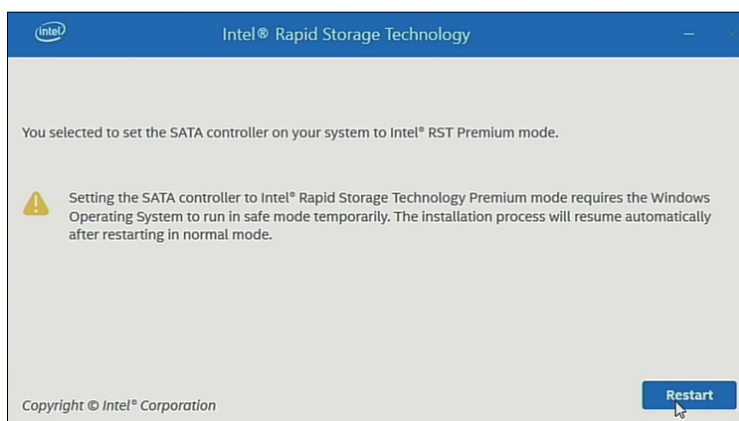 intel
Intel® Rapid Storage Technology
You selected to set the SATA controller on your system to Intel® RST Premium mode.
Setting the SATA controller to Intel® Rapid Storage Technology Premium mode requires the Windows
Operating System to run in safe mode temporarily. The installation process will resume automatically
after restarting in normal mode.
Restart
Copyright © Intel® Corporation